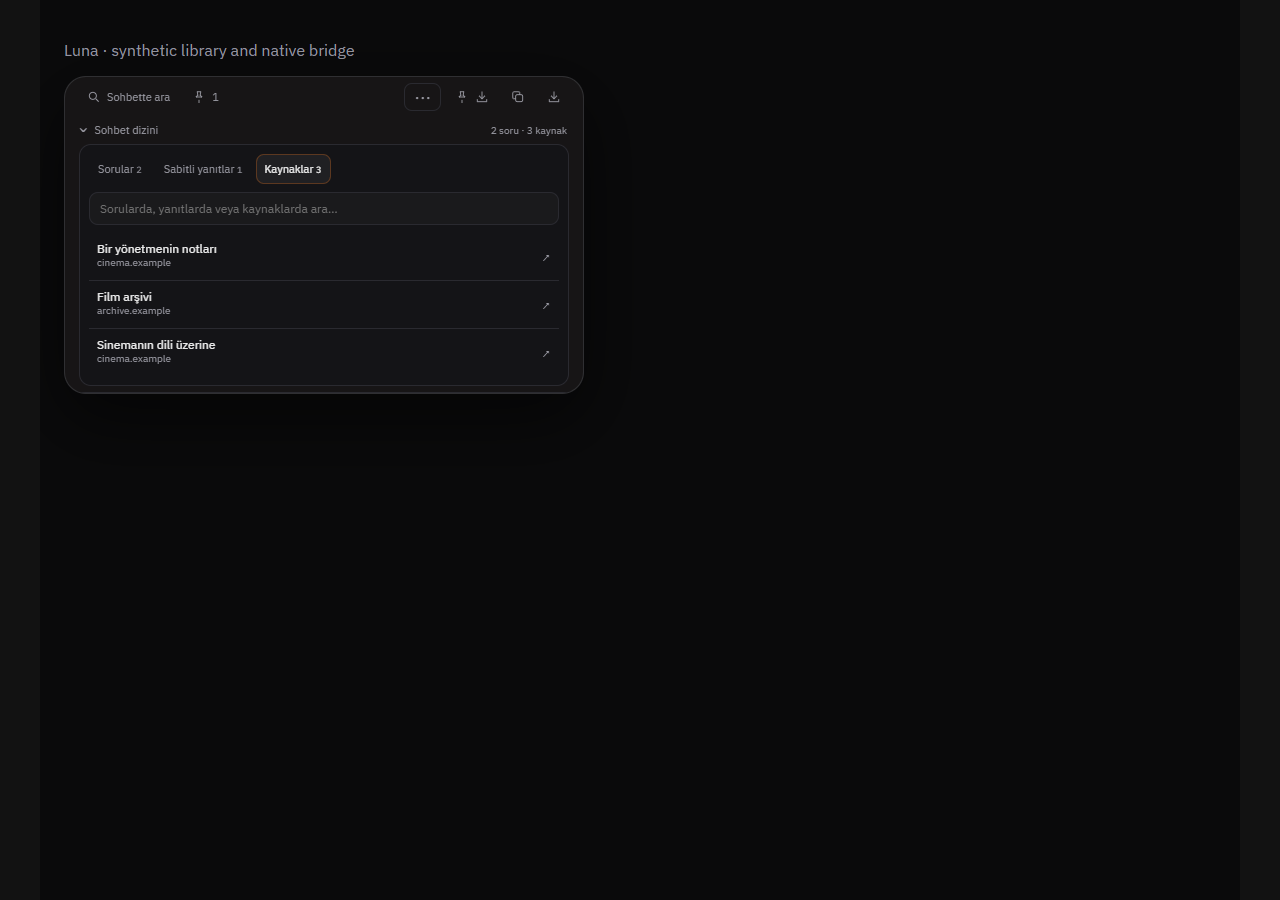 Luna · synthetic library and native bridge
Sohbette ara 1 ···
Sohbet dizini 2 soru · 3 kaynak
Sorular 2 Sabitli yanıtlar 1 Kaynaklar 3
Sorularda, yanıtlarda veya kaynaklarda ara...
Bir yönetmenin notları
cinema.example
Film arşivi
archive.example
Sinemanın dili üzerine
cinema.example